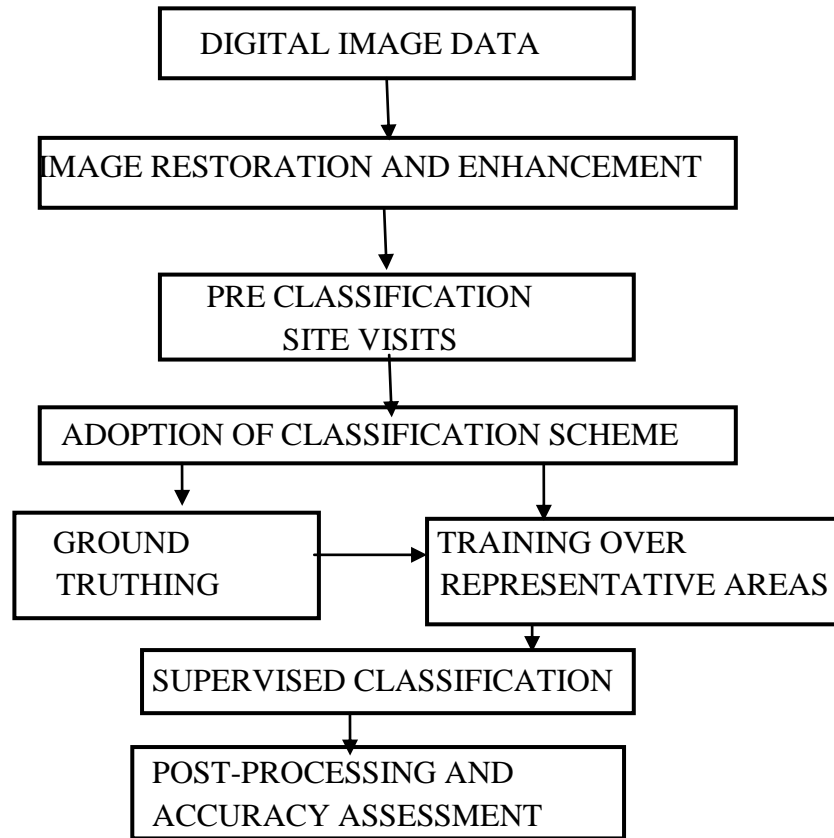 DIGITAL IMAGE DATA
IMAGE RESTORATION AND ENHANCEMENT
PRE CLASSIFICATION
SITE VISITS
ADOPTION OF CLASSIFICATION SCHEME
GROUND
TRUTHING
TRAINING OVER
REPRESENTATIVE AREAS
SUPERVISED CLASSIFICATION
POST-PROCESSING AND
ACCURACY ASSESSMENT